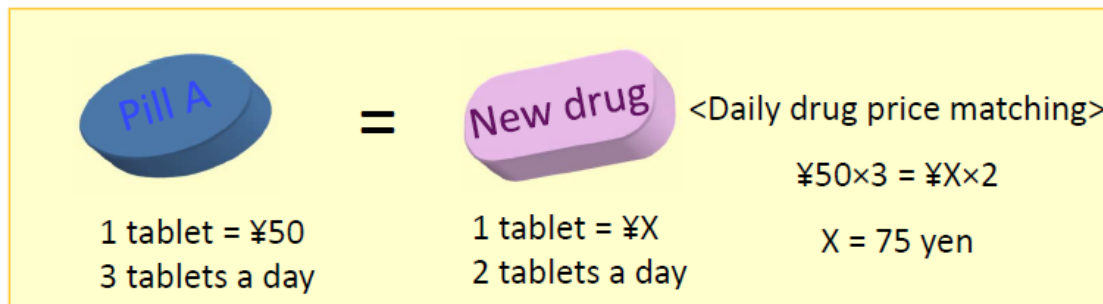 Pill A
=
New drug
<Daily drug price matching>
¥50×3 = ¥X×2
X = 75 yen
1 tablet = ¥50
3 tablets a day
1 tablet = ¥X
2 tablets a day